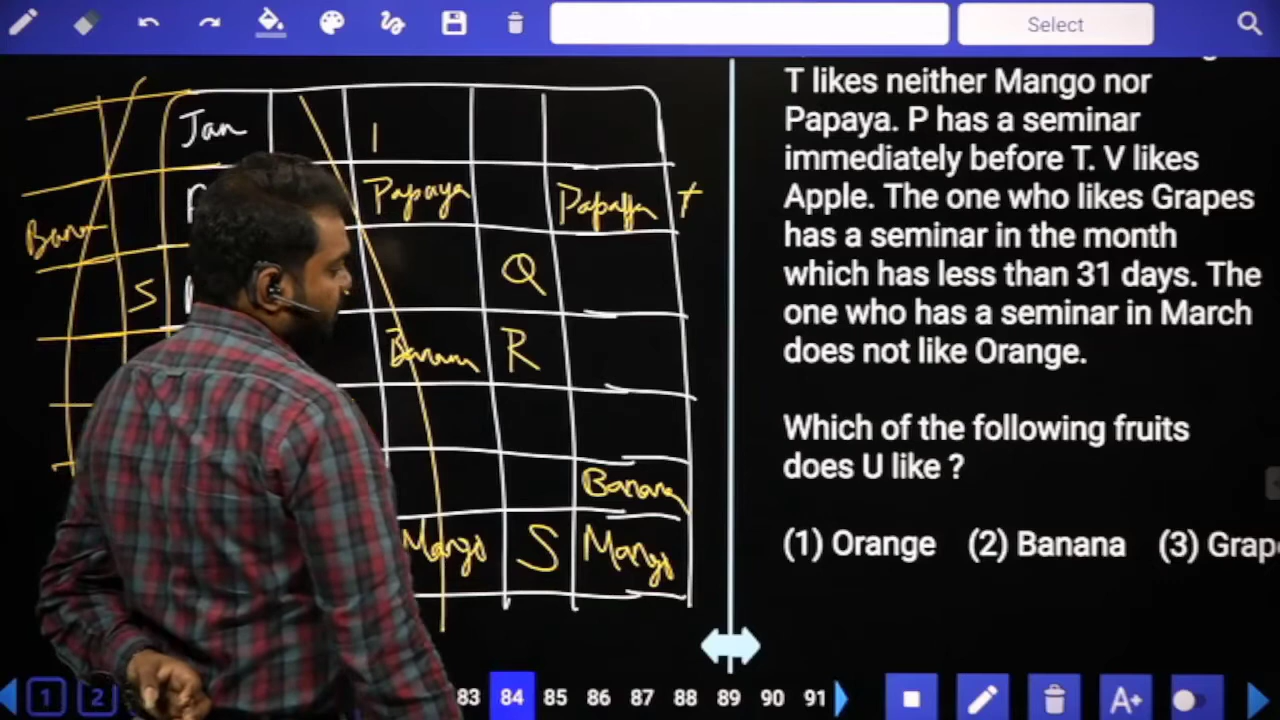 Select
Jan
Papaya
Papaya
Q
S
Banana
R
Banana
Mango
S
Mango
T likes neither Mango nor
Papaya. P has a seminar
immediately before T. V likes
Apple. The one who likes Grapes
has a seminar in the month
which has less than 31 days. The
one who has a seminar in March
does not like Orange.
Which of the following fruits
does U like ?
(1) Orange (2) Banana (3)
1 2 83 84 85 86 87 88 89 90 91 A+